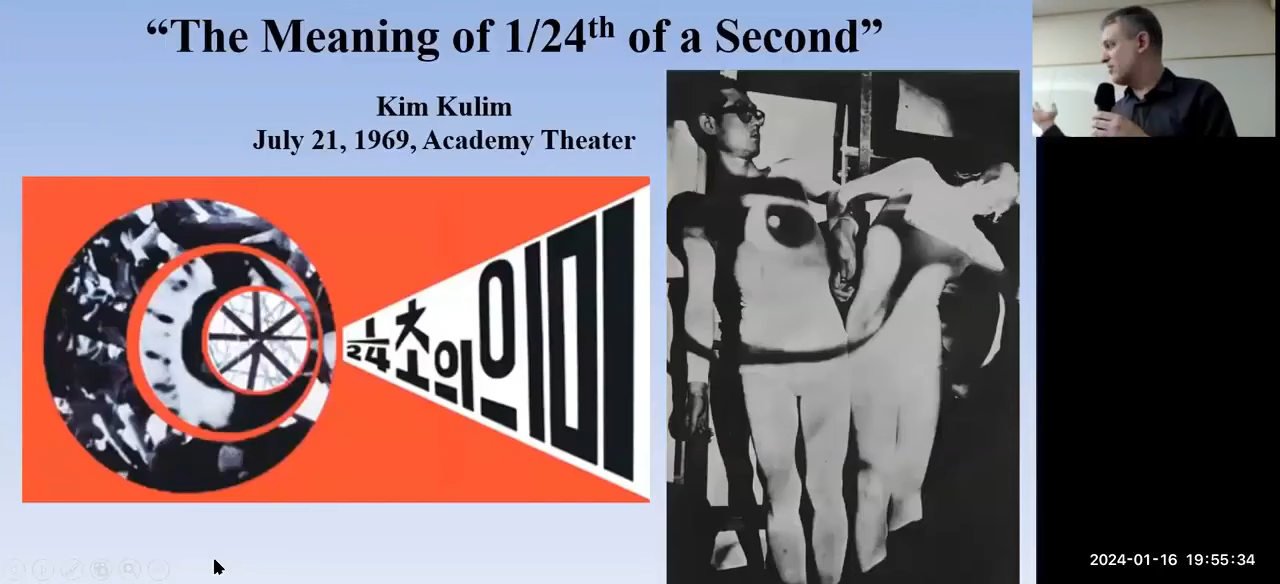 “The Meaning of 1/24th of a Second”
Kim Kulim
July 21, 1969, Academy Theater
1/24초의 의미
2024-01-16 19:55:34